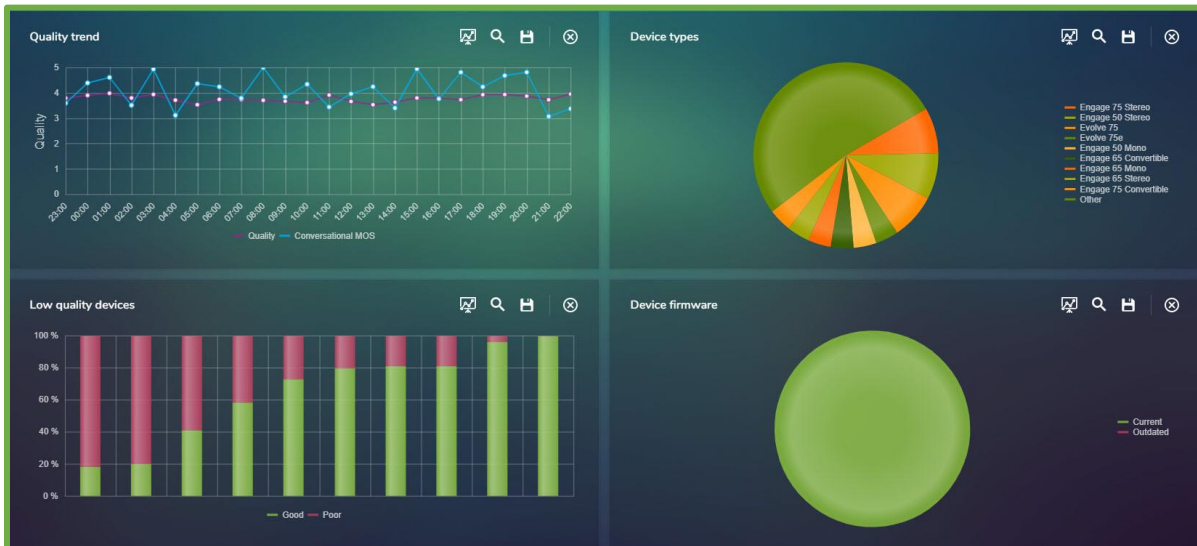 Quality trend
5
4
3
2
1
0
Quality
23:00 00:00 01:00 02:00 03:00 04:00 05:00 06:00 07:00 08:00 09:00 10:00 11:00 12:00 13:00 14:00 15:00 16:00 17:00 18:00 19:00 20:00 21:00 22:00
Quality Conversational MOS
Device types
Engage 75 Stereo
Engage 50 Stereo
Evolve 75
Evolve 75e
Engage 50 Mono
Engage 65 Convertible
Engage 65 Mono
Engage 65 Stereo
Engage 75 Convertible
Other
Low quality devices
100 %
80 %
60 %
40 %
20 %
0 %
Good Poor
Device firmware
Current
Outdated